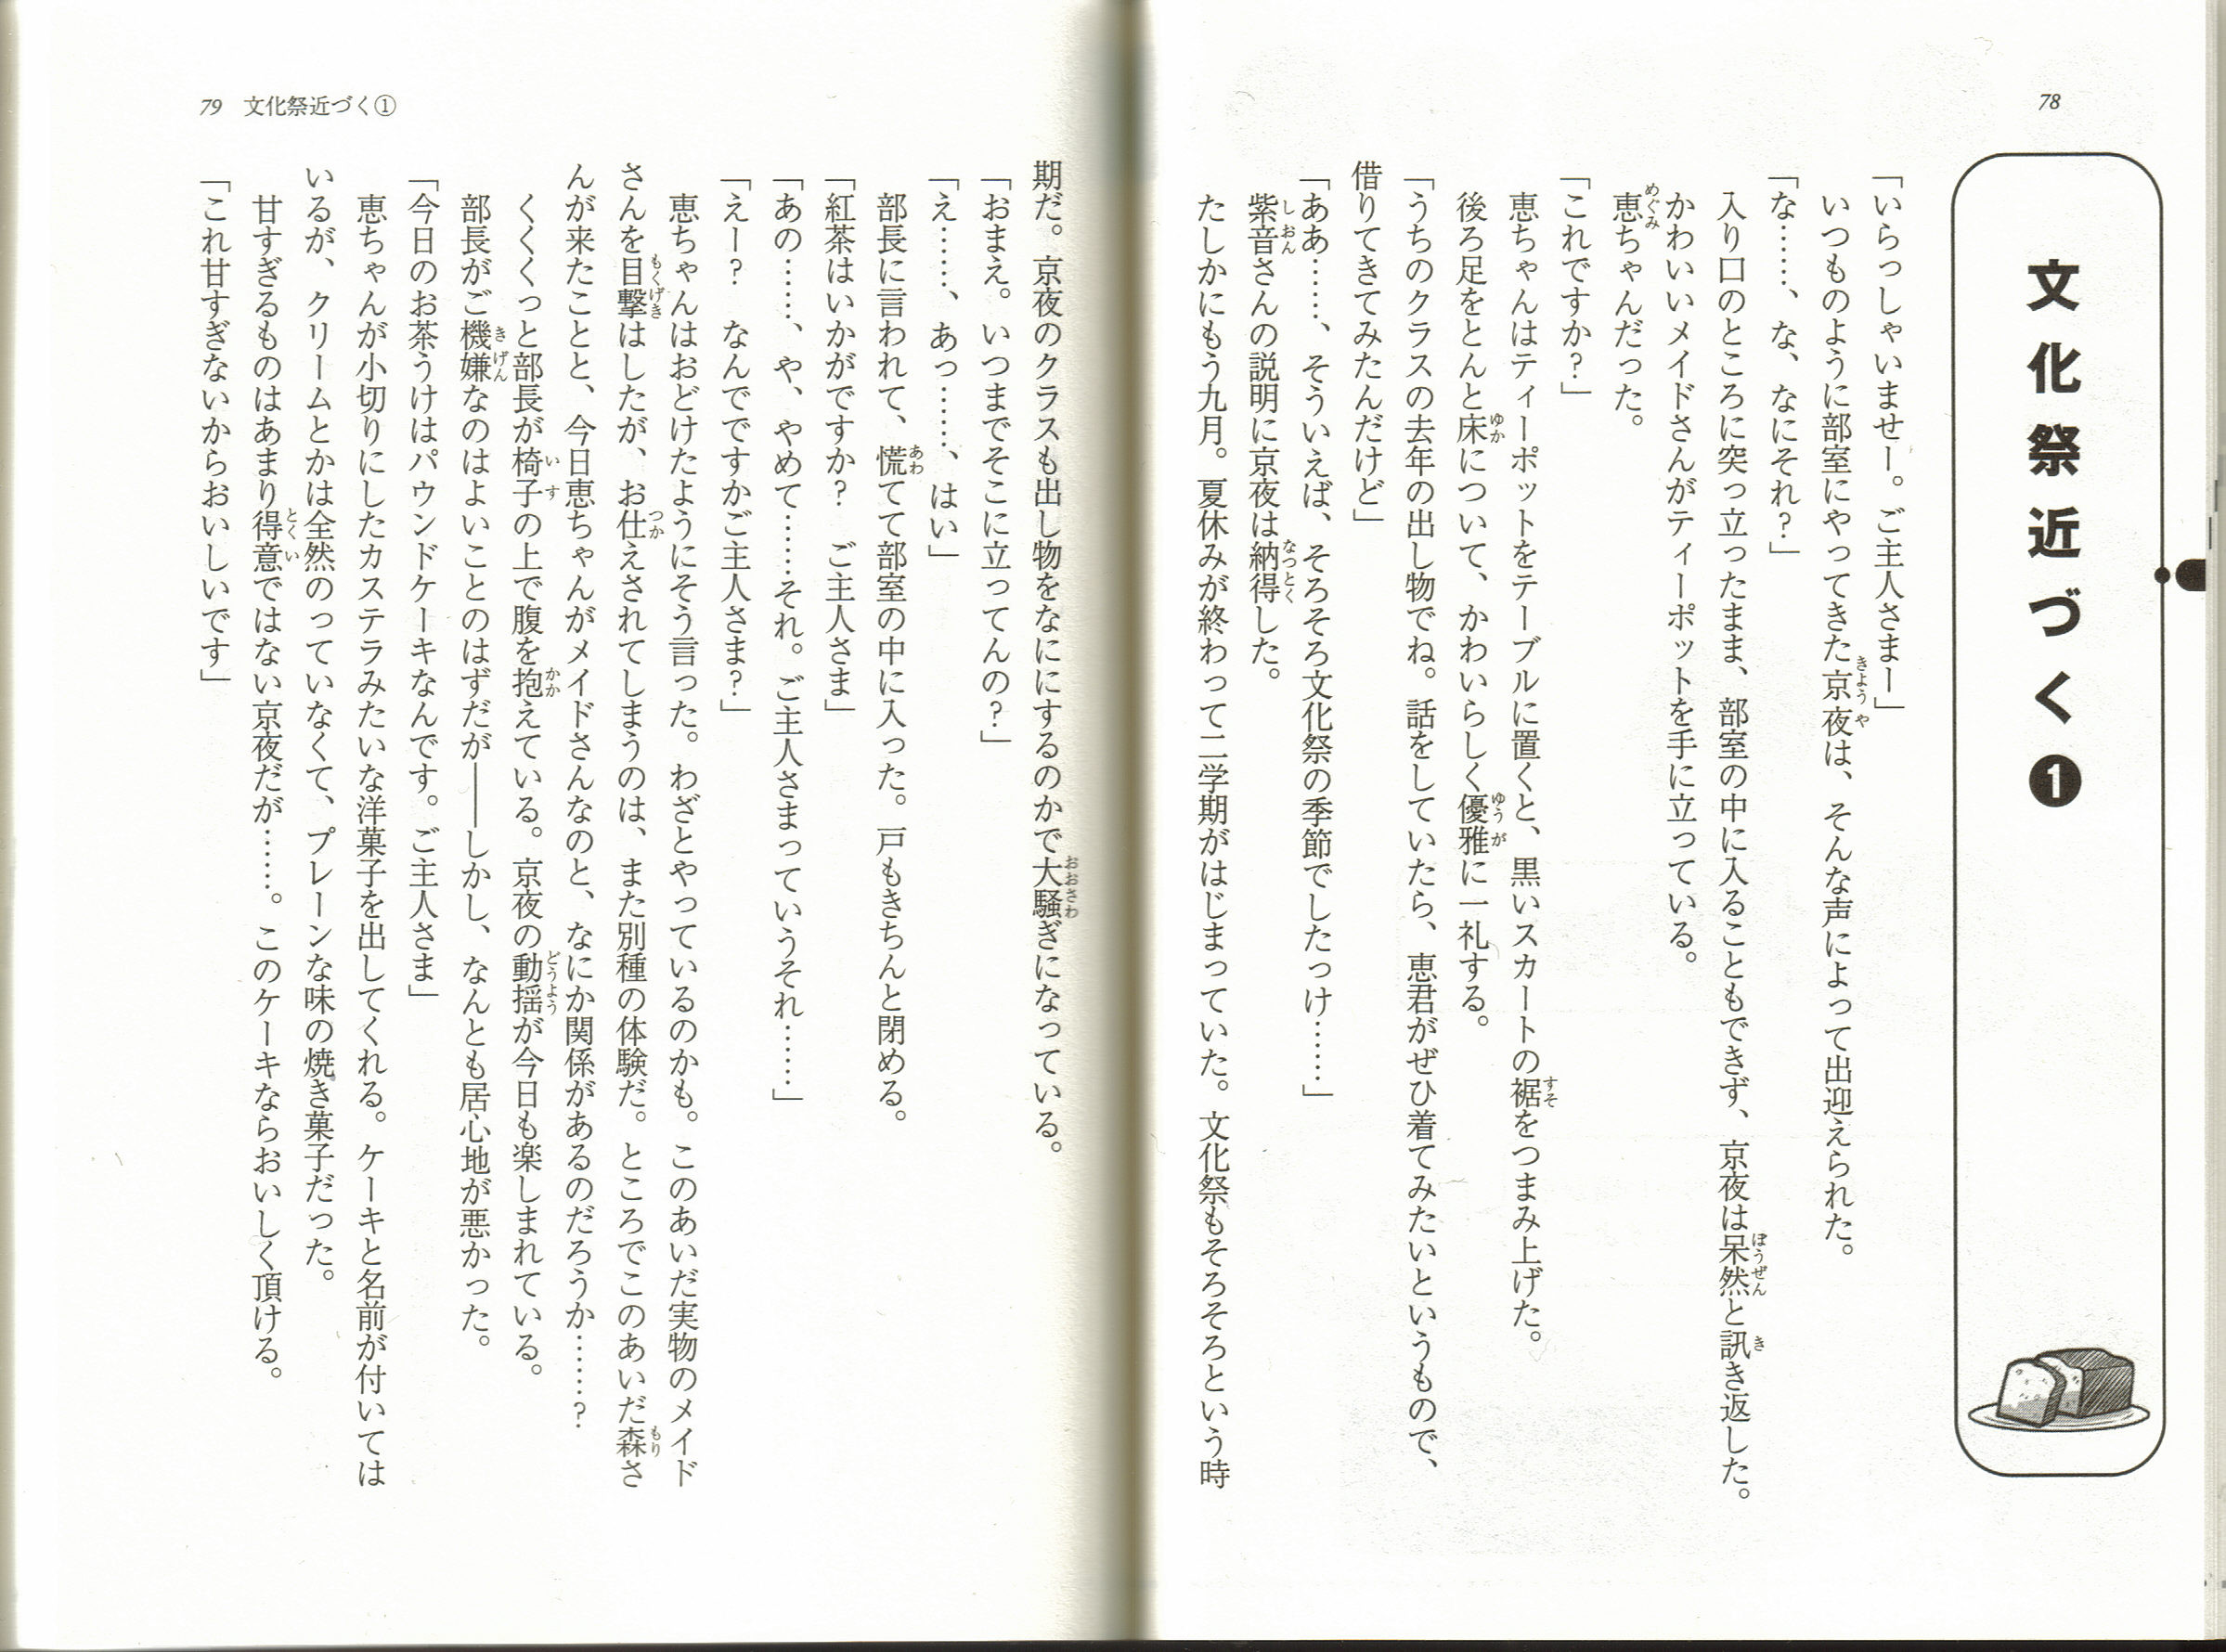 78
文化祭近づく❶
「いらっしゃいませー。ご主人さまー」
いつものように部室にやってきた京夜は、そんな声によって出迎えられた。
「な……、な、なにそれ？」
入り口のところに突っ立ったまま、部室の中に入ることもできず、京夜は呆然と訊き返した。
かわいいメイドさんがティーポットを手に立っている。
恵ちゃんだった。
「これですか？」
恵ちゃんはティーポットをテーブルに置くと、黒いスカートの裾をつまみ上げた。
後ろ足をとんと床について、かわいらしく優雅に一礼する。
「うちのクラスの去年の出し物でね。話をしていたら、恵君がぜひ着てみたいというもので、
借りてきてみたんだけど」
「ああ……、そういえば、そろそろ文化祭の季節でしたっけ……」
紫音さんの説明に京夜は納得した。
たしかにもう九月。夏休みが終わって二学期がはじまっていた。文化祭もそろそろという時
期だ。京夜のクラスも出し物をなににするのかで大騒ぎになっている。
「おまえ。いつまでそこに立ってんの？」
「え……、あっ……、はい」
部長に言われて、慌てて部室の中に入った。戸もきちんと閉める。
「紅茶はいかがですか？　ご主人さま」
「あの……、や、やめて……それ。ご主人さまっていうそれ……」
「えー？　なんでですかご主人さま？」
恵ちゃんはおどけたようにそう言った。わざとやっているのかも。このあいだ実物のメイド
さんを目撃はしたが、お仕えされてしまうのは、また別種の体験だ。ところでこのあいだ森さ
んが来たことと、今日恵ちゃんがメイドさんなのと、なにか関係があるのだろうか……？
くくくっと部長が椅子の上で腹を抱えている。京夜の動揺が今日も楽しまれている。
部長がご機嫌なのはよいことのはずだが――しかし、なんとも居心地が悪かった。
「今日のお茶うけはパウンドケーキなんです。ご主人さま」
恵ちゃんが小切りにしたカステラみたいな洋菓子を出してくれる。ケーキと名前が付いては
いるが、クリームとかは全然のっていなくて、プレーンな味の焼き菓子だった。
甘すぎるものはあまり得意ではない京夜だが……。このケーキならおいしく頂ける。
「これ甘すぎないからおいしいです」
79 文化祭近づく①